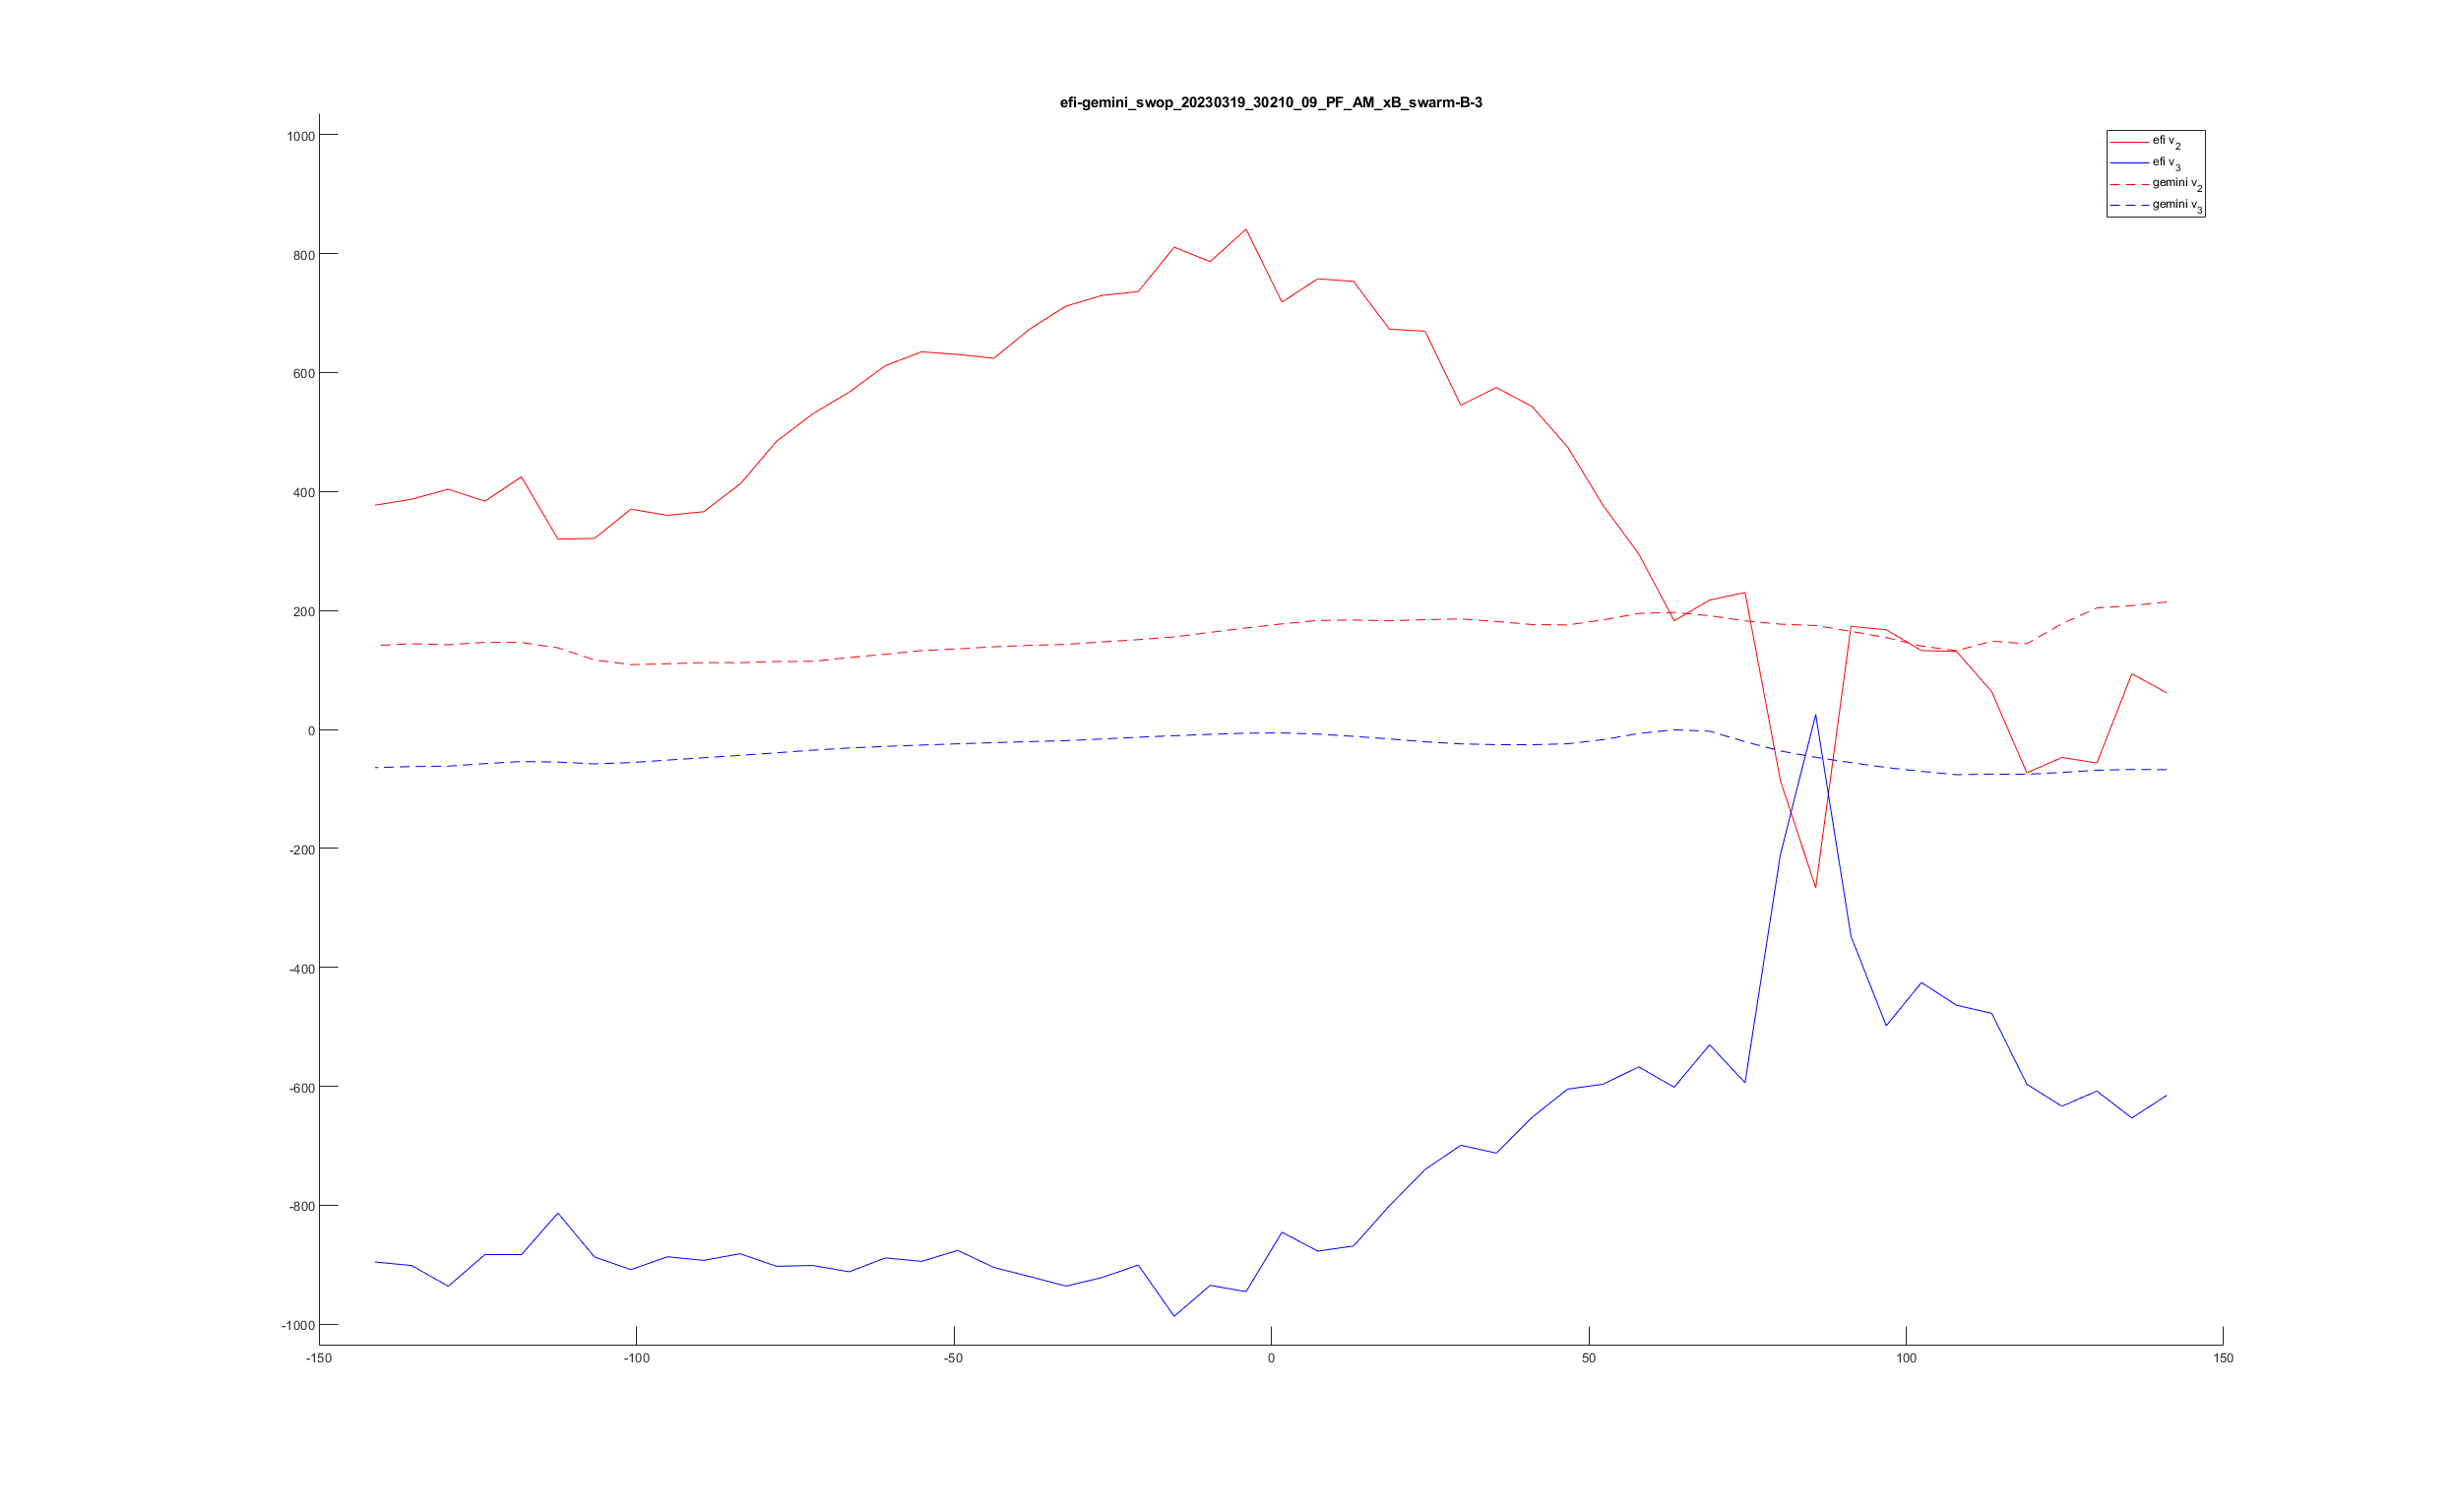 efi-gemini_swop_20230319_30210_09_PF_AM_xB_swarm-B-3
1000
800
600
400
200
0
-200
-400
-600
-800
-1000
-150 -100 -50 0 50 100 150
efi v2
efi v3
gemini v2
gemini v3